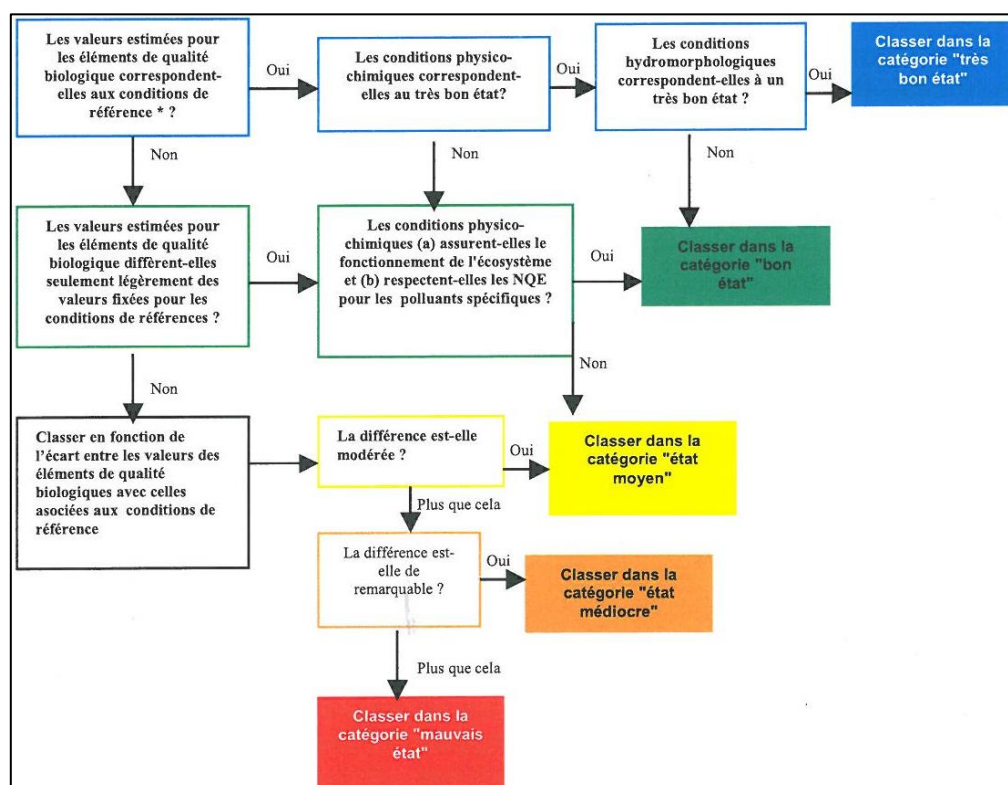 Les valeurs estimées pour
les éléments de qualité
biologique correspondent-
elles aux conditions de
référence * ?
Oui
Les conditions physico-
chimiques correspondent-
elles au très bon état?
Oui
Les conditions
hydromorphologiques
correspondent-elles à un
très bon état ?
Oui
Classer dans la
catégorie "très
bon état"
Non
Non
Non
Les valeurs estimées pour
les éléments de qualité
biologique diffèrent-elles
seulement légèrement des
valeurs fixées pour les
conditions de références ?
Oui
Les conditions physico-
chimiques (a) assurent-elles le
fonctionnement de l'écosystème
et (b) respectent-elles les NQE
pour les polluants spécifiques ?
Oui
Classer dans la
catégorie "bon
état"
Non
Non
Classer en fonction de
l'écart entre les valeurs des
éléments de qualité
biologiques avec celles
asociées aux conditions de
référence
La différence est-elle
modérée ?
Oui
Classer dans la
catégorie "état
moyen"
Plus que cela
La différence est-
elle de
remarquable ?
Oui
Classer dans la
catégorie "état
médiocre"
Plus que cela
Classer dans la
catégorie "mauvais
état"